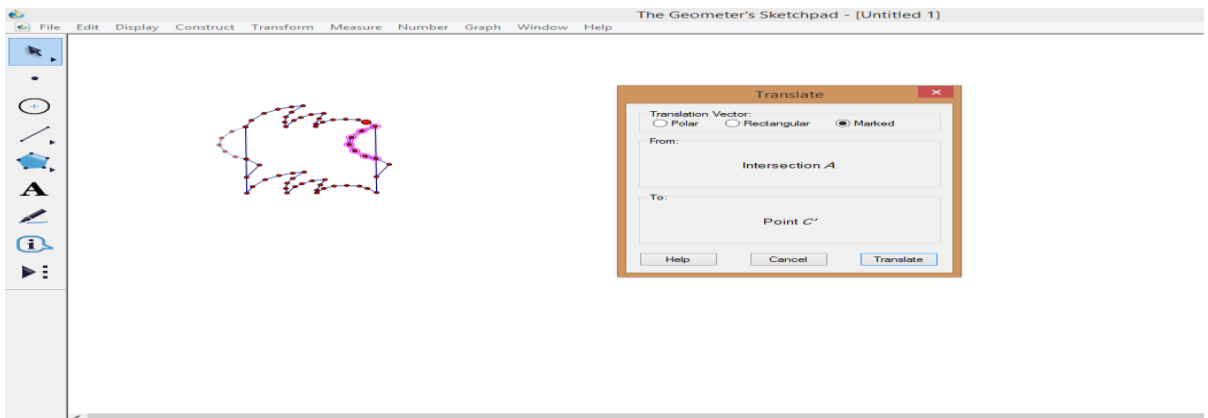 The Geometer's Sketchpad - [Untitled 1]
File Edit Display Construct Transform Measure Number Graph Window Help
A
i
Translate
Translation Vector:
Polar Rectangular Marked
From:
Intersection A
To:
Point C'
Help Cancel Translate